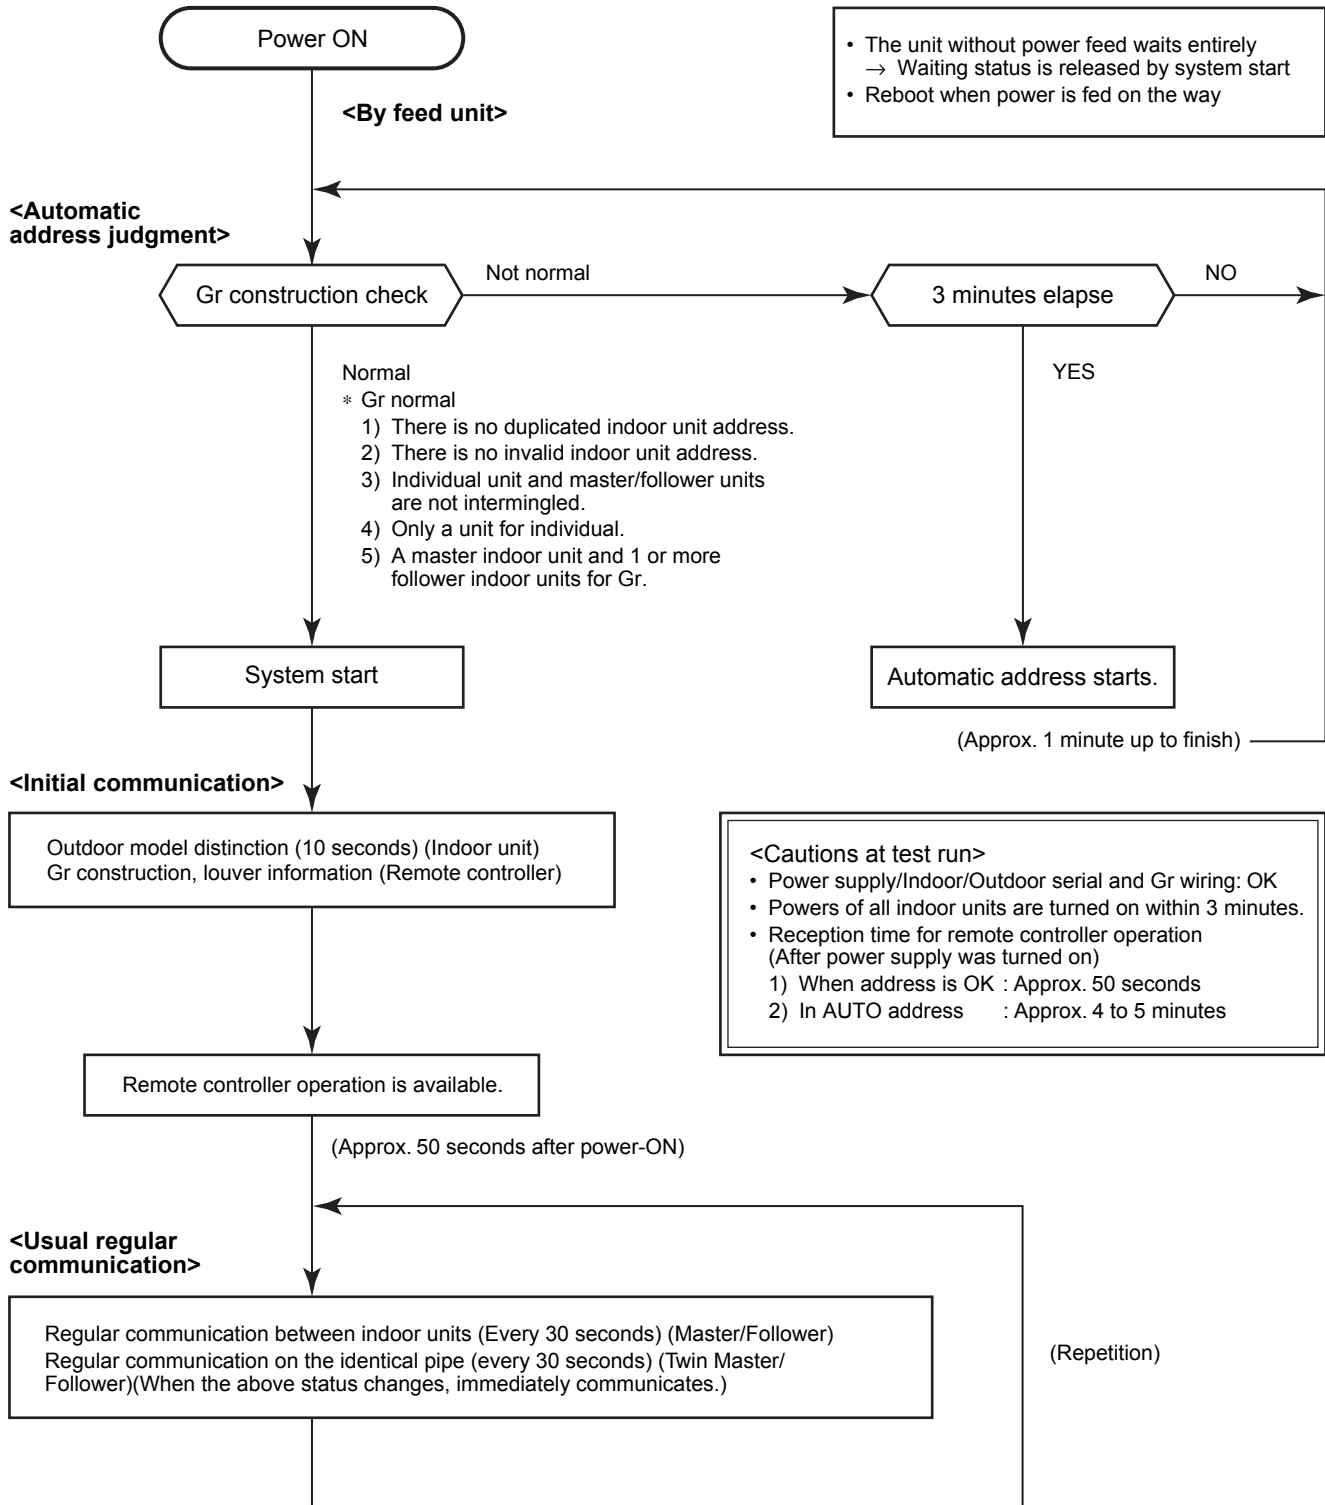 Power ON
• The unit without power feed waits entirely
→ Waiting status is released by system start
• Reboot when power is fed on the way
<By feed unit>
<Automatic
address judgment>
Gr construction check
Not normal
3 minutes elapse
NO
Normal
* Gr normal
1) There is no duplicated indoor unit address.
2) There is no invalid indoor unit address.
3) Individual unit and master/follower units
are not intermingled.
4) Only a unit for individual.
5) A master indoor unit and 1 or more
follower indoor units for Gr.
YES
System start
Automatic address starts.
(Approx. 1 minute up to finish)
<Initial communication>
Outdoor model distinction (10 seconds) (Indoor unit)
Gr construction, louver information (Remote controller)
<Cautions at test run>
• Power supply/Indoor/Outdoor serial and Gr wiring: OK
• Powers of all indoor units are turned on within 3 minutes.
• Reception time for remote controller operation
(After power supply was turned on)
1) When address is OK : Approx. 50 seconds
2) In AUTO address : Approx. 4 to 5 minutes
Remote controller operation is available.
(Approx. 50 seconds after power-ON)
<Usual regular
communication>
Regular communication between indoor units (Every 30 seconds) (Master/Follower)
Regular communication on the identical pipe (every 30 seconds) (Twin Master/
Follower)(When the above status changes, immediately communicates.)
(Repetition)